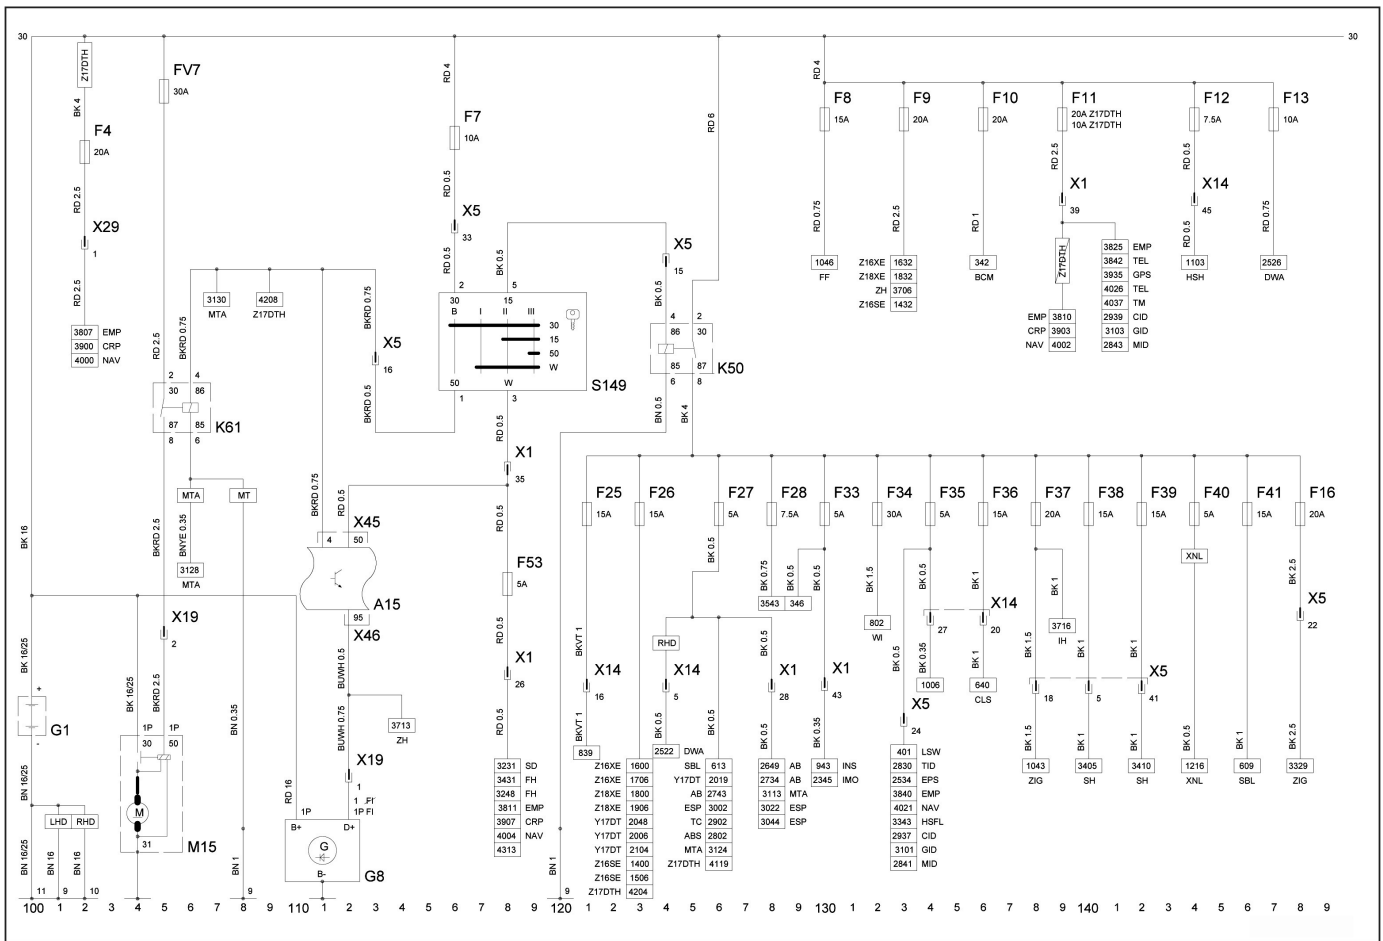 30
30
Z17DTH
BK 4
F4
20A
RD 2.5
X29
1
RD 2.5
3807 EMP
3900 CRP
4000 NAV
FV7
30A
RD 2.5
BKRD 0.75
3130
MTA
4208
Z17DTH
2 4
30 86
87 85
K61
8 6
MTA
MT
BKRD 2.5
BNYE 0.35
3128
MTA
X19
2
BKRD 2.5
BK 16
BK 16/25
+
G1
-
BN 16/25
LHD RHD
BN 16/25
BN 16
BN 16
11 9 10
BK 16/25
1P 1P
30 50
M
31
M15
BN 0.35
BN 1
9
BKRD 0.75
X5
16
BKRD 0.5
BKRD 0.75
RD 0.5
X45
4 50
A15
95
X46
BUWH 0.5
3713
ZH
BUWH 0.75
X19
1
1 .FI'
1P FI
RD 16
1P
B+ D+
G
B-
G8
RD 4
F7
10A
RD 0.5
X5
33
RD 0.5
BK 0.5
2 5
30 15
B I II III
30
15
50
W
50 W
S149
1 3
RD 0.5
X1
35
RD 0.5
F53
5A
RD 0.5
X1
26
RD 0.5
3231 SD
3431 FH
3248 FH
3811 EMP
3907 CRP
4004 NAV
4313
X5
15
BK 0.5
RD 6
4 2
86 30
85 87
K50
6 8
BN 0.5
BK 4
BN 1
9
RD 4
F8
15A
RD 0.75
1046
FF
F9
20A
RD 2.5
Z16XE 1632
Z18XE 1832
ZH 3706
Z16SE 1432
F10
20A
RD 1
342
BCM
F11
20A Z17DTH
10A Z17DTH
RD 2.5
X1
39
Z17DTH
EMP 3810
CRP 3903
NAV 4002
3825 EMP
3842 TEL
3935 GPS
4026 TEL
4037 TM
2939 CID
3103 GID
2843 MID
F12
7.5A
RD 0.5
X14
45
RD 0.5
1103
HSH
F13
10A
RD 0.75
2526
DWA
F25
15A
BKVT 1
X14
16
BKVT 1
839
F26
15A
Z16XE 1600
Z16XE 1706
Z18XE 1800
Z18XE 1906
Y17DT 2048
Y17DT 2006
Y17DT 2104
Z16SE 1400
Z16SE 1506
Z17DTH 4204
F27
5A
BK 0.5
RHD
X14
5
BK 0.5
2522 DWA
BK 0.5
SBL 613
Y17DT 2019
AB 2743
ESP 3002
TC 2902
ABS 2802
MTA 3124
Z17DTH 4119
F28
7.5A
BK 0.75
BK 0.5
3543 346
BK 0.5
X1
28
BK 0.5
2649 AB
2734 AB
3113 MTA
3022 ESP
3044 ESP
F33
5A
BK 0.5
X1
43
BK 0.35
943 INS
2345 IMO
F34
30A
BK 1.5
802
WI
F35
5A
BK 0.5
X5
24
401 LSW
2830 TID
2534 EPS
3840 EMP
4021 NAV
3343 HSFL
2937 CID
3101 GID
2841 MID
27
BK 0.35
1006
F36
15A
BK 1
X14
20
BK 1
640
CLS
F37
20A
BK 1.5
3716
IH
18
BK 1
1043
ZIG
F38
15A
BK 1
5
BK 1
3405
SH
F39
15A
BK 1
X5
41
BK 1
3410
SH
F40
5A
XNL
BK 1
1216
XNL
F41
15A
BK 1
609
SBL
F16
20A
BK 2.5
X5
22
BK 2.5
3329
ZIG
100 1 2 3 4 5 6 7 8 9 110 1 2 3 4 5 6 7 8 9 120 1 2 3 4 5 6 7 8 9 130 1 2 3 4 5 6 7 8 9 140 1 2 3 4 5 6 7 8 9